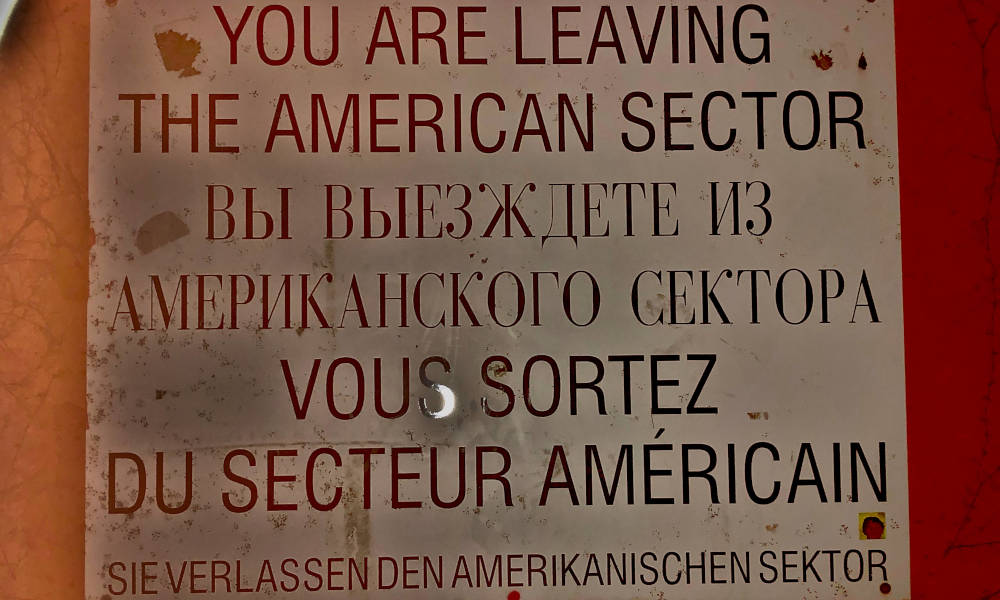 YOU ARE LEAVING
THE AMERICAN SECTOR
ВЫ ВЫЕЗЖДЕТЕ ИЗ
АМЕРИКАНСКОГО СЕКТОРА
VOUS SORTEZ
DU SECTEUR AMÉRICAIN
SIE VERLASSEN DEN AMERIKANISCHEN SEKTOR